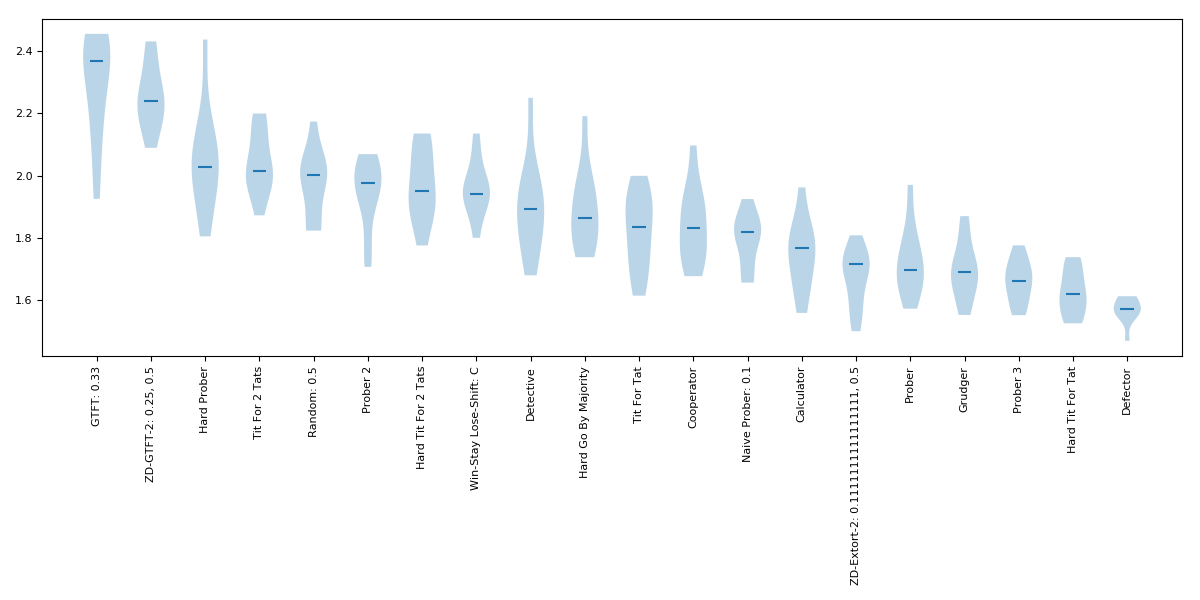 2.4
2.2
2.0
1.8
1.6
GTFT: 0.33
ZD-GTFT-2: 0.25, 0.5
Hard Prober
Tit For 2 Tats
Random: 0.5
Prober 2
Hard Tit For 2 Tats
Win-Stay Lose-Shift: C
Detective
Hard Go By Majority
Tit For Tat
Cooperator
Naive Prober: 0.1
Calculator
ZD-Extort-2: 0.1111111111111111, 0.5
Prober
Grudger
Prober 3
Hard Tit For Tat
Defector